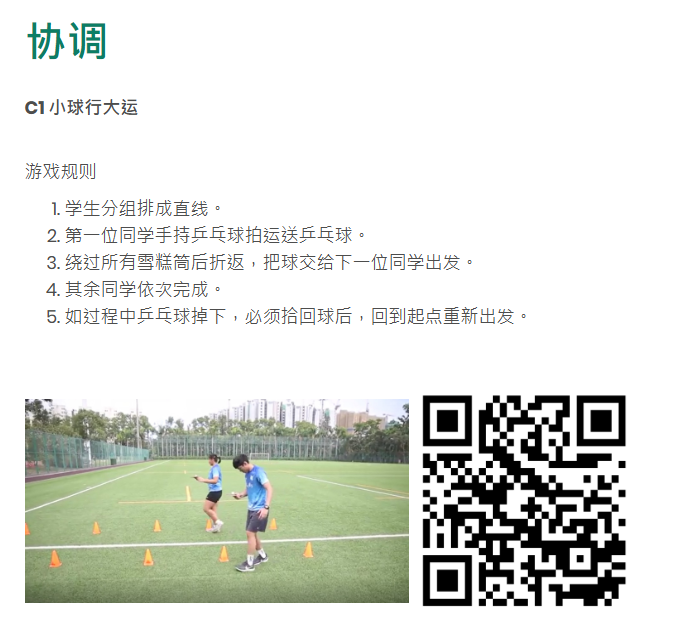 协调
C1 小球行大运
游戏规则
1. 学生分组排成直线。
2. 第一位同学手持乒乓球拍运送乒乓球。
3. 绕过所有雪糕筒后折返，把球交给下一位同学出发。
4. 其余同学依次完成。
5. 如过程中乒乓球掉下，必须拾回球后，回到起点重新出发。